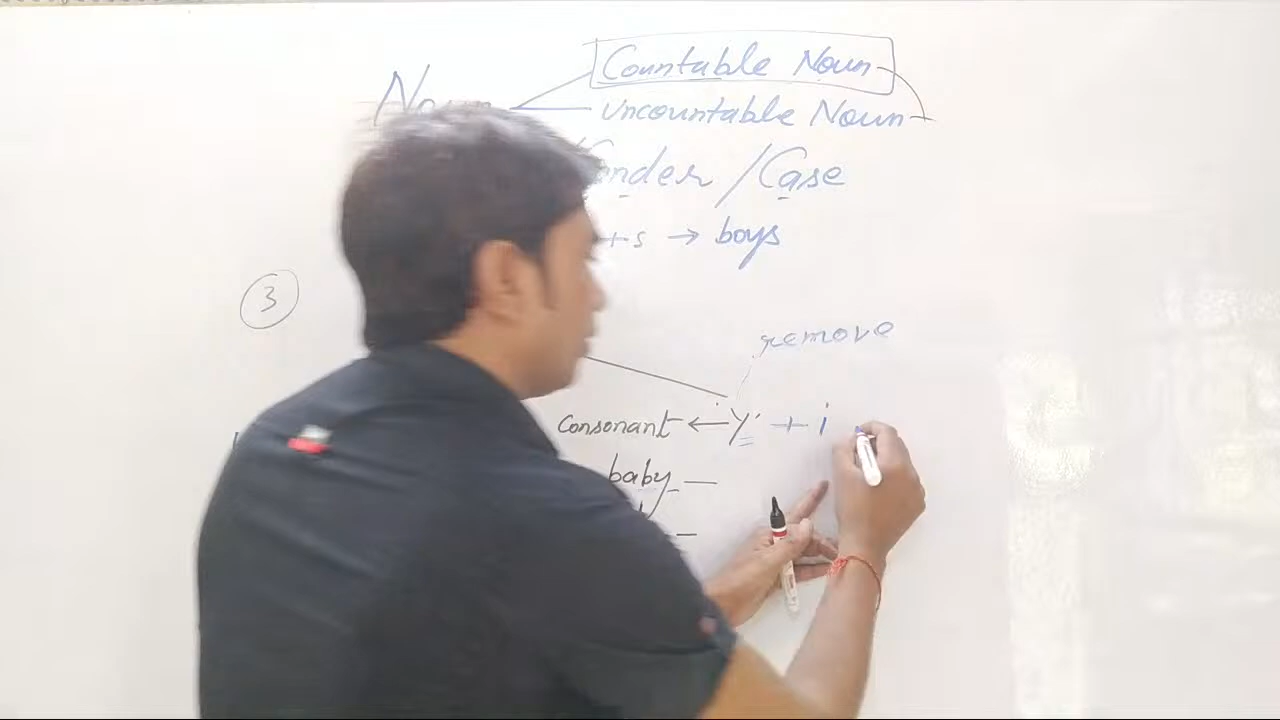 Countable Noun
Uncountable Noun
/ Case
+ s → boys
3
remove
Consonant ← y + i
baby —
—